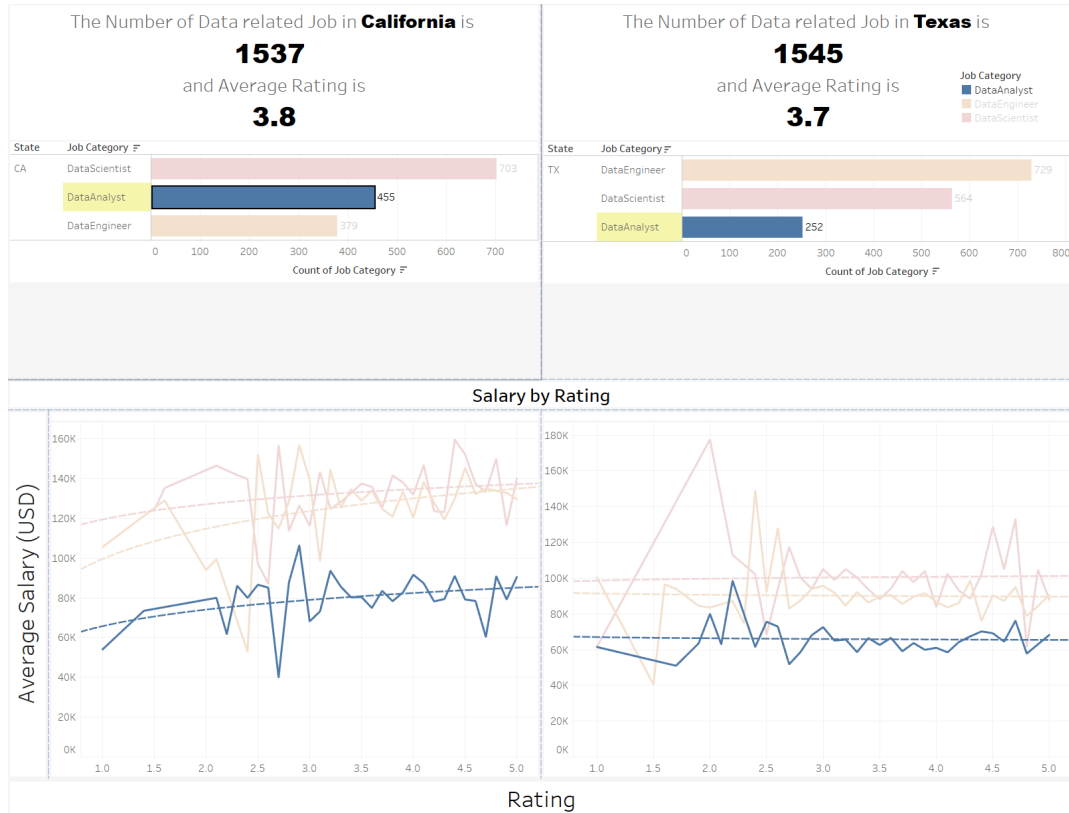 The Number of Data related Job in California is
1537
and Average Rating is
3.8
State Job Category
CA DataScientist 703
DataAnalyst 455
DataEngineer 379
0 100 200 300 400 500 600 700
Count of Job Category
The Number of Data related Job in Texas is
1545
and Average Rating is
3.7
Job Category
DataAnalyst
DataEngineer
DataScientist
State Job Category
TX DataEngineer 729
DataScientist 564
DataAnalyst 252
0 100 200 300 400 500 600 700 800
Count of Job Category
Salary by Rating
Average Salary (USD)
160K
140K
120K
100K
80K
60K
40K
20K
0K
1.0 1.5 2.0 2.5 3.0 3.5 4.0 4.5 5.0
180K
160K
140K
120K
100K
80K
60K
40K
20K
0K
1.0 1.5 2.0 2.5 3.0 3.5 4.0 4.5 5.0
Rating